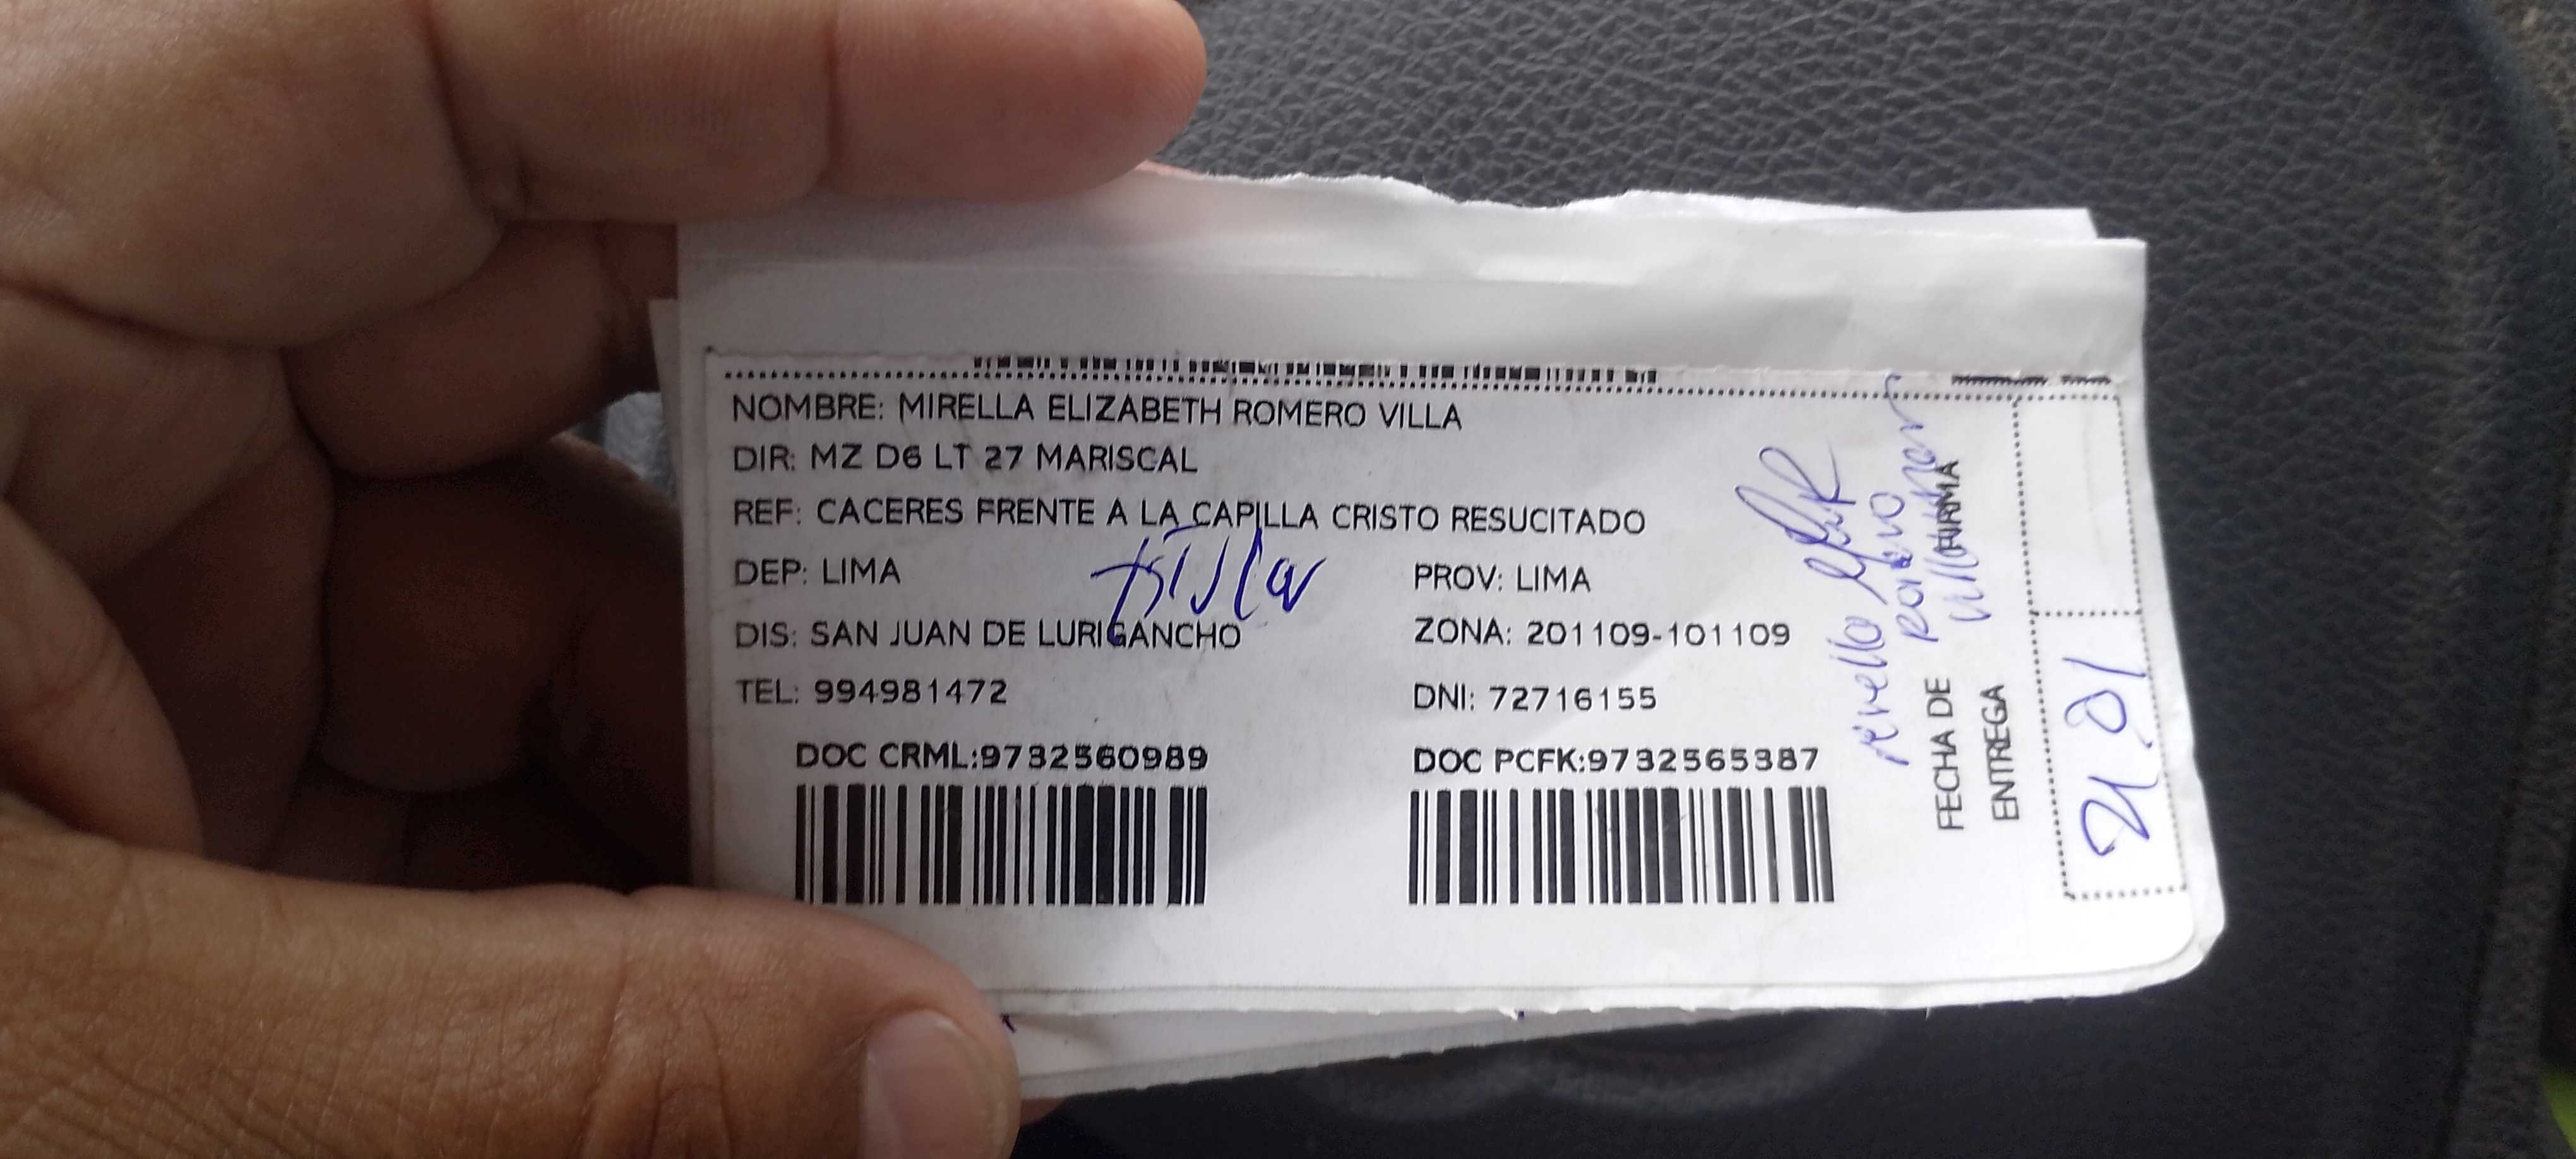 NOMBRE: MIRELLA ELIZABETH ROMERO VILLA
DIR: MZ D6 LT 27 MARISCAL
REF: CACERES FRENTE A LA CAPILLA CRISTO RESUCITADO
DEP: LIMA
PROV: LIMA
DIS: SAN JUAN DE LURIGANCHO
ZONA: 201109-101109
TEL: 994981472
DNI: 72716155
DOC CRML:9732560989
DOC PCFK:9732565387
FIRMA
FECHA DE
ENTREGA
21.01